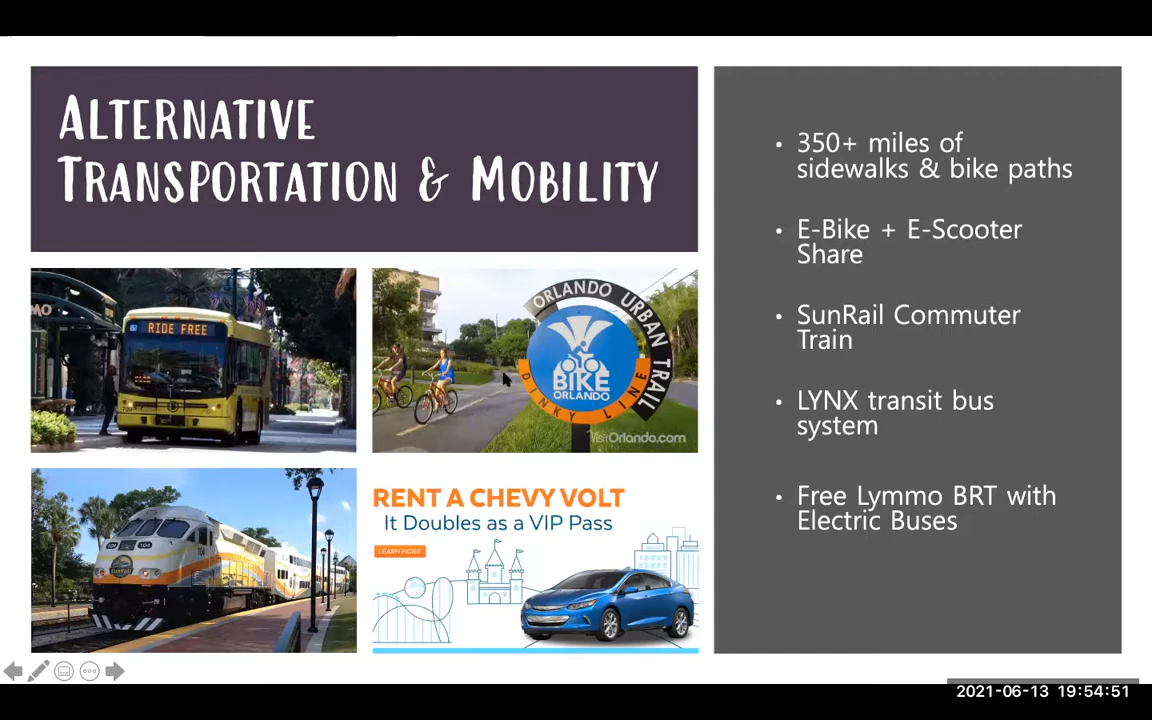 ALTERNATIVE
TRANSPORTATION & MOBILITY
RIDE FREE
ORLANDO URBAN TRAIL
BIKE
ORLANDO
DINKY LINE
VisitOrlando.com
104
SunRail
RENT A CHEVY VOLT
It Doubles as a VIP Pass
LEARN MORE
• 350+ miles of
sidewalks & bike paths
• E-Bike + E-Scooter
Share
• SunRail Commuter
Train
• LYNX transit bus
system
• Free Lymmo BRT with
Electric Buses
2021-06-13 19:54:51